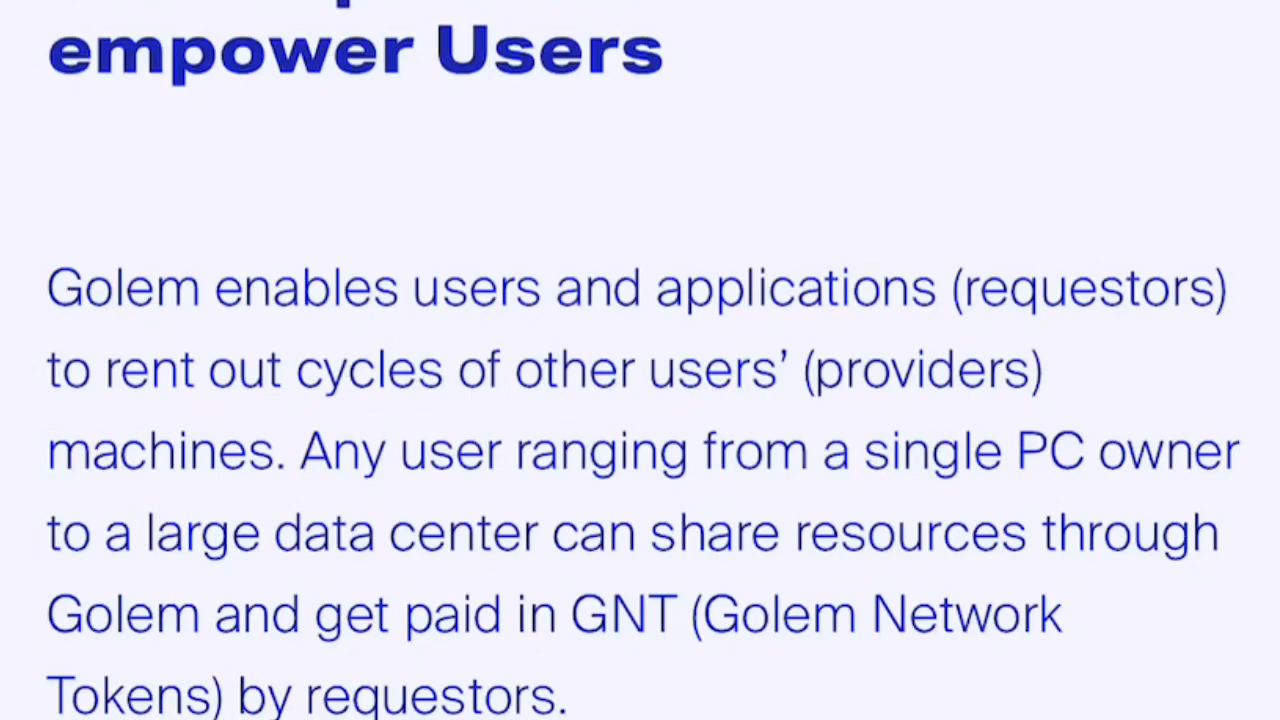 empower Users
Golem enables users and applications (requestors)
to rent out cycles of other users’ (providers)
machines. Any user ranging from a single PC owner
to a large data center can share resources through
Golem and get paid in GNT (Golem Network
Tokens) by requestors.